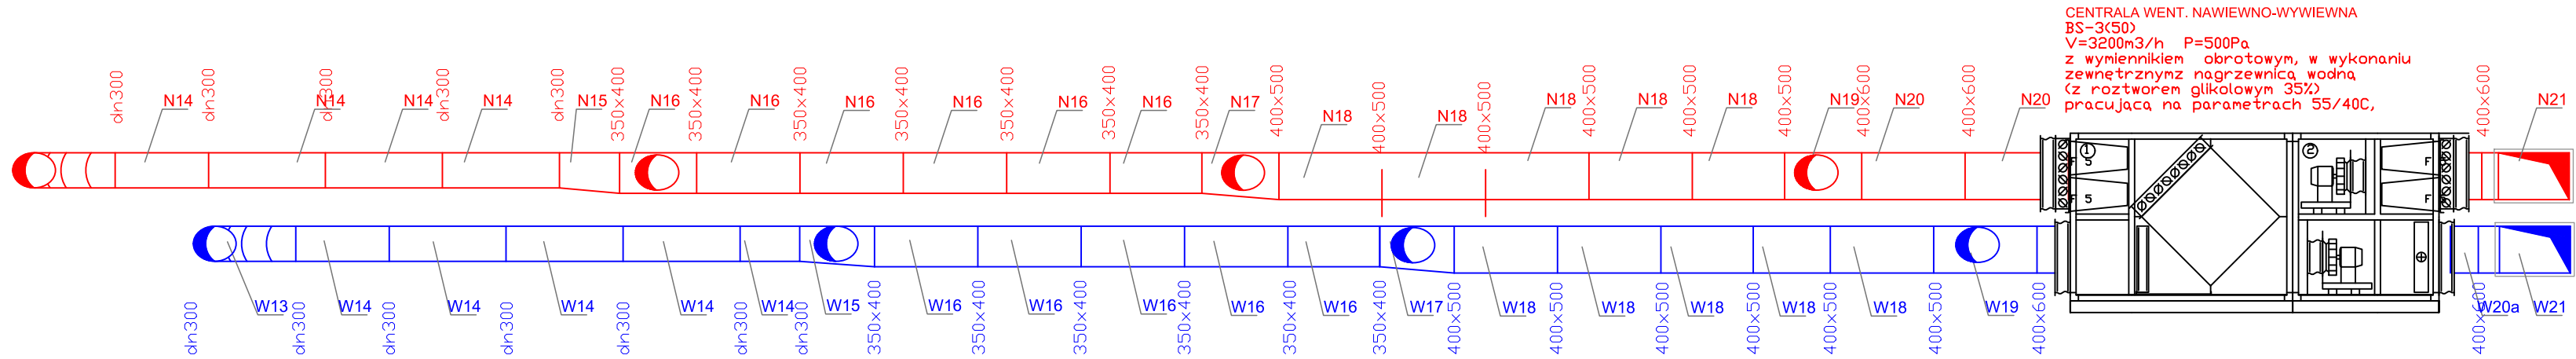 CENTRALA WENT. NAWIEWNO-WYWIEWNA
BS-3(50)
V=3200m3/h P=500Pa
z wymiennikiem obrotowym, w wykonaniu
zewnętrznymz nagrzewnicą wodną
(z roztworem glikolowym 35%)
pracującą na parametrach 55/40C,
dn300 N14 dn300 dn300 N14 N14 dn300 N14 dn300 N15 350x400 N16 350x400 N16 350x400 N16 350x400 N16 350x400 N16 350x400 N16 350x400 N17 400x500 N18 400x500 N18 400x500 N18 400x500 N18 400x500 N18 400x500 N19 400x600 N20 400x600 N20 400x600 N21
1 2
F 5 F
5 F
dn300 W13 dn300 W14 dn300 W14 dn300 W14 dn300 W14 dn300 W14 dn300 W15 350x400 W16 350x400 W16 350x400 W16 350x400 W16 350x400 W16 350x400 W17 400x500 W18 400x500 W18 400x500 W18 400x500 W18 400x500 W18 400x500 W19 400x600 400x600 W20a W21